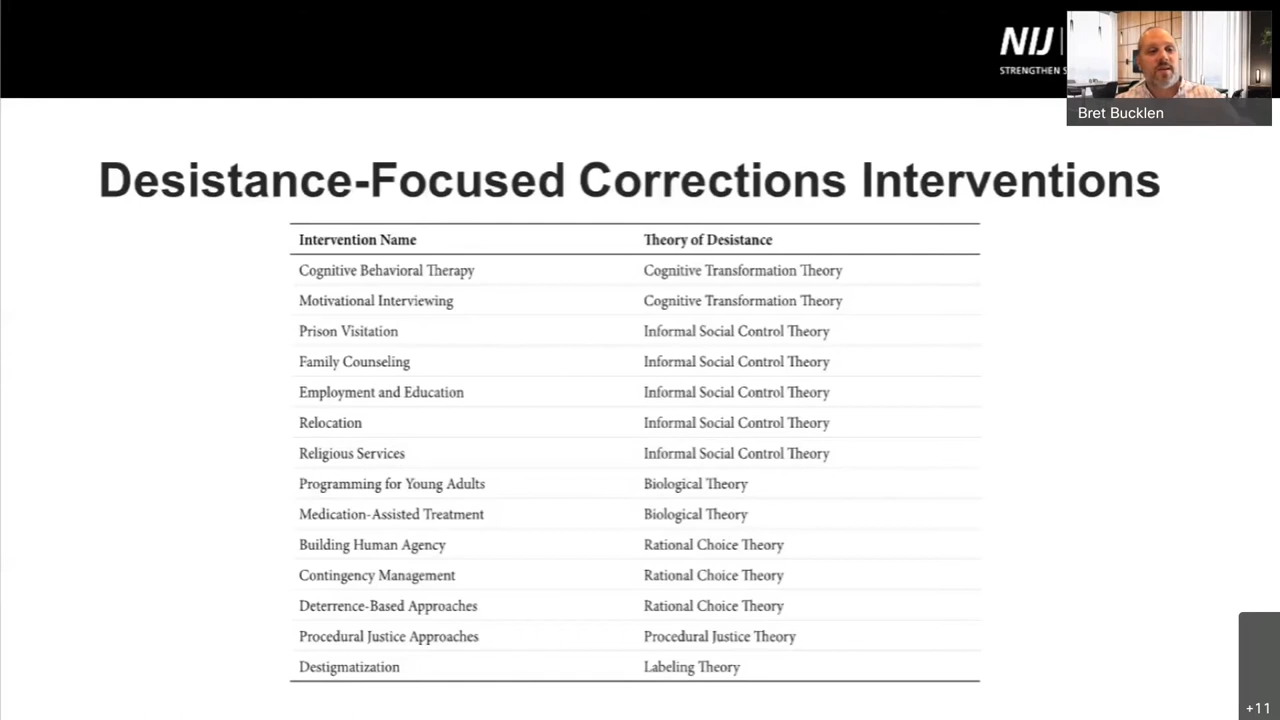 NIJ
STRENGTHEN
Bret Bucklen
Desistance-Focused Corrections Interventions
Intervention Name Theory of Desistance
Cognitive Behavioral Therapy Cognitive Transformation Theory
Motivational Interviewing Cognitive Transformation Theory
Prison Visitation Informal Social Control Theory
Family Counseling Informal Social Control Theory
Employment and Education Informal Social Control Theory
Relocation Informal Social Control Theory
Religious Services Informal Social Control Theory
Programming for Young Adults Biological Theory
Medication-Assisted Treatment Biological Theory
Building Human Agency Rational Choice Theory
Contingency Management Rational Choice Theory
Deterrence-Based Approaches Rational Choice Theory
Procedural Justice Approaches Procedural Justice Theory
Destigmatization Labeling Theory
+11